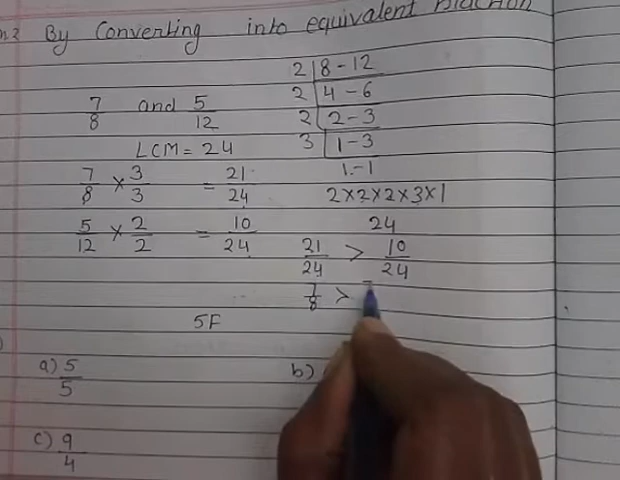 By Converting into equivalent
2 | 8 - 12
7/8 and 5/12
2 | 4 - 6
2 | 2 - 3
LCM = 24
3 | 1 - 3
1 - 1
7/8 × 3/3 = 21/24
2×2×2×3×1
5/12 × 2/2 = 10/24
24
21/24 > 10/24
7/8 >
5F
a) 5/5
b)
c) 9/4